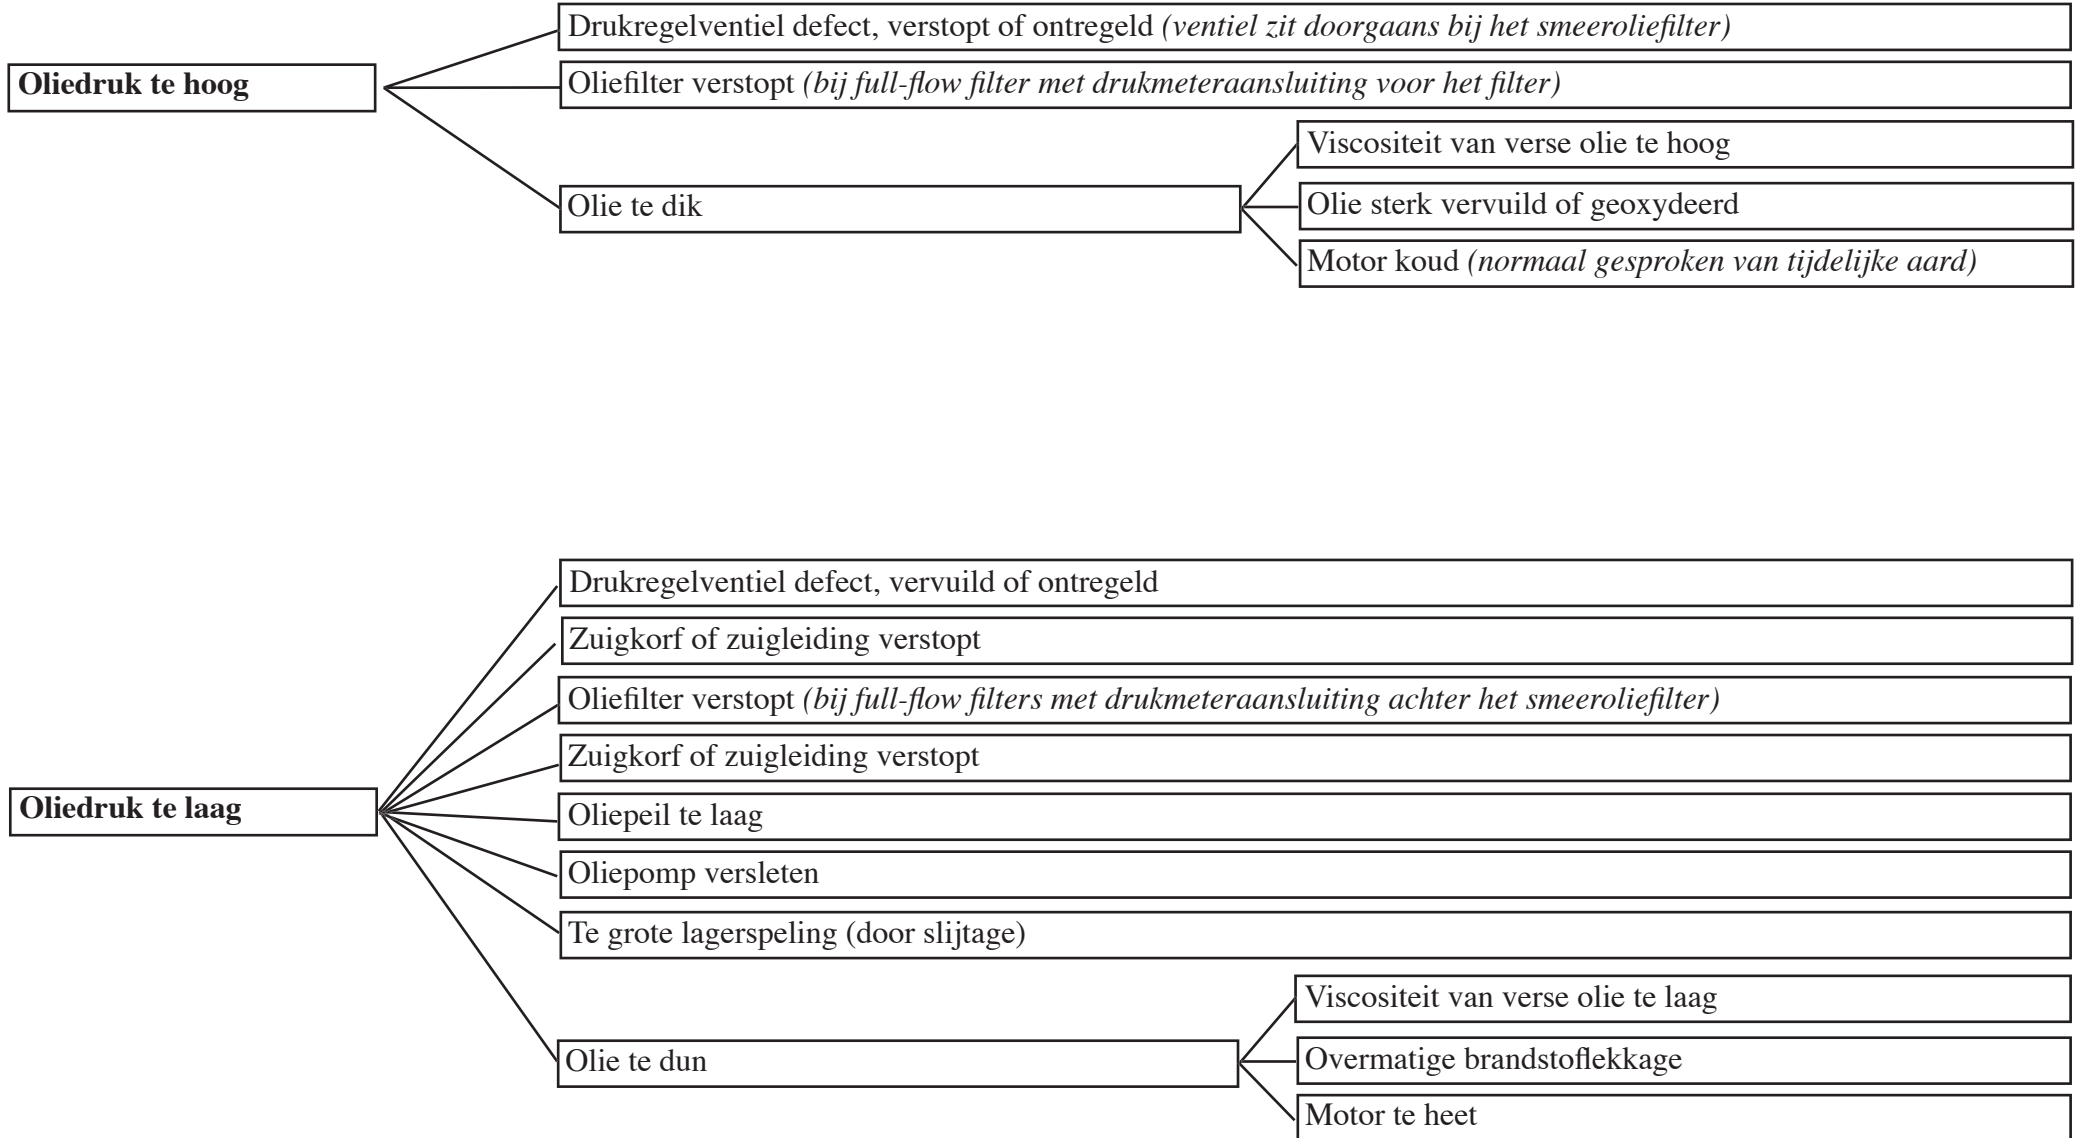 Drukregelventiel defect, verstopt of ontregeld (ventiel zit doorgaans bij het smeeroliefilter)
Oliedruk te hoog
Oliefilter verstopt (bij full-flow filter met drukmeteraansluiting voor het filter)
Viscositeit van verse olie te hoog
Olie te dik
Olie sterk vervuild of geoxydeerd
Motor koud (normaal gesproken van tijdelijke aard)
Drukregelventiel defect, vervuild of ontregeld
Zuigkorf of zuigleiding verstopt
Oliefilter verstopt (bij full-flow filters met drukmeteraansluiting achter het smeeroliefilter)
Zuigkorf of zuigleiding verstopt
Oliedruk te laag
Oliepeil te laag
Oliepomp versleten
Te grote lagerspeling (door slijtage)
Viscositeit van verse olie te laag
Olie te dun
Overmatige brandstoflekkage
Motor te heet